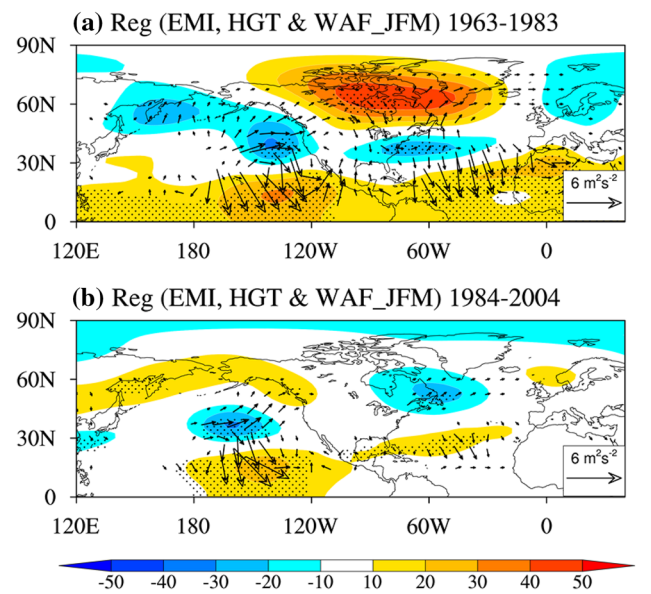 (a) Reg (EMI, HGT & WAF_JFM) 1963-1983
90N
60N
30N
0
6 m²s⁻²
120E 180 120W 60W 0
(b) Reg (EMI, HGT & WAF_JFM) 1984-2004
90N
60N
30N
0
6 m²s⁻²
120E 180 120W 60W 0
-50 -40 -30 -20 -10 10 20 30 40 50